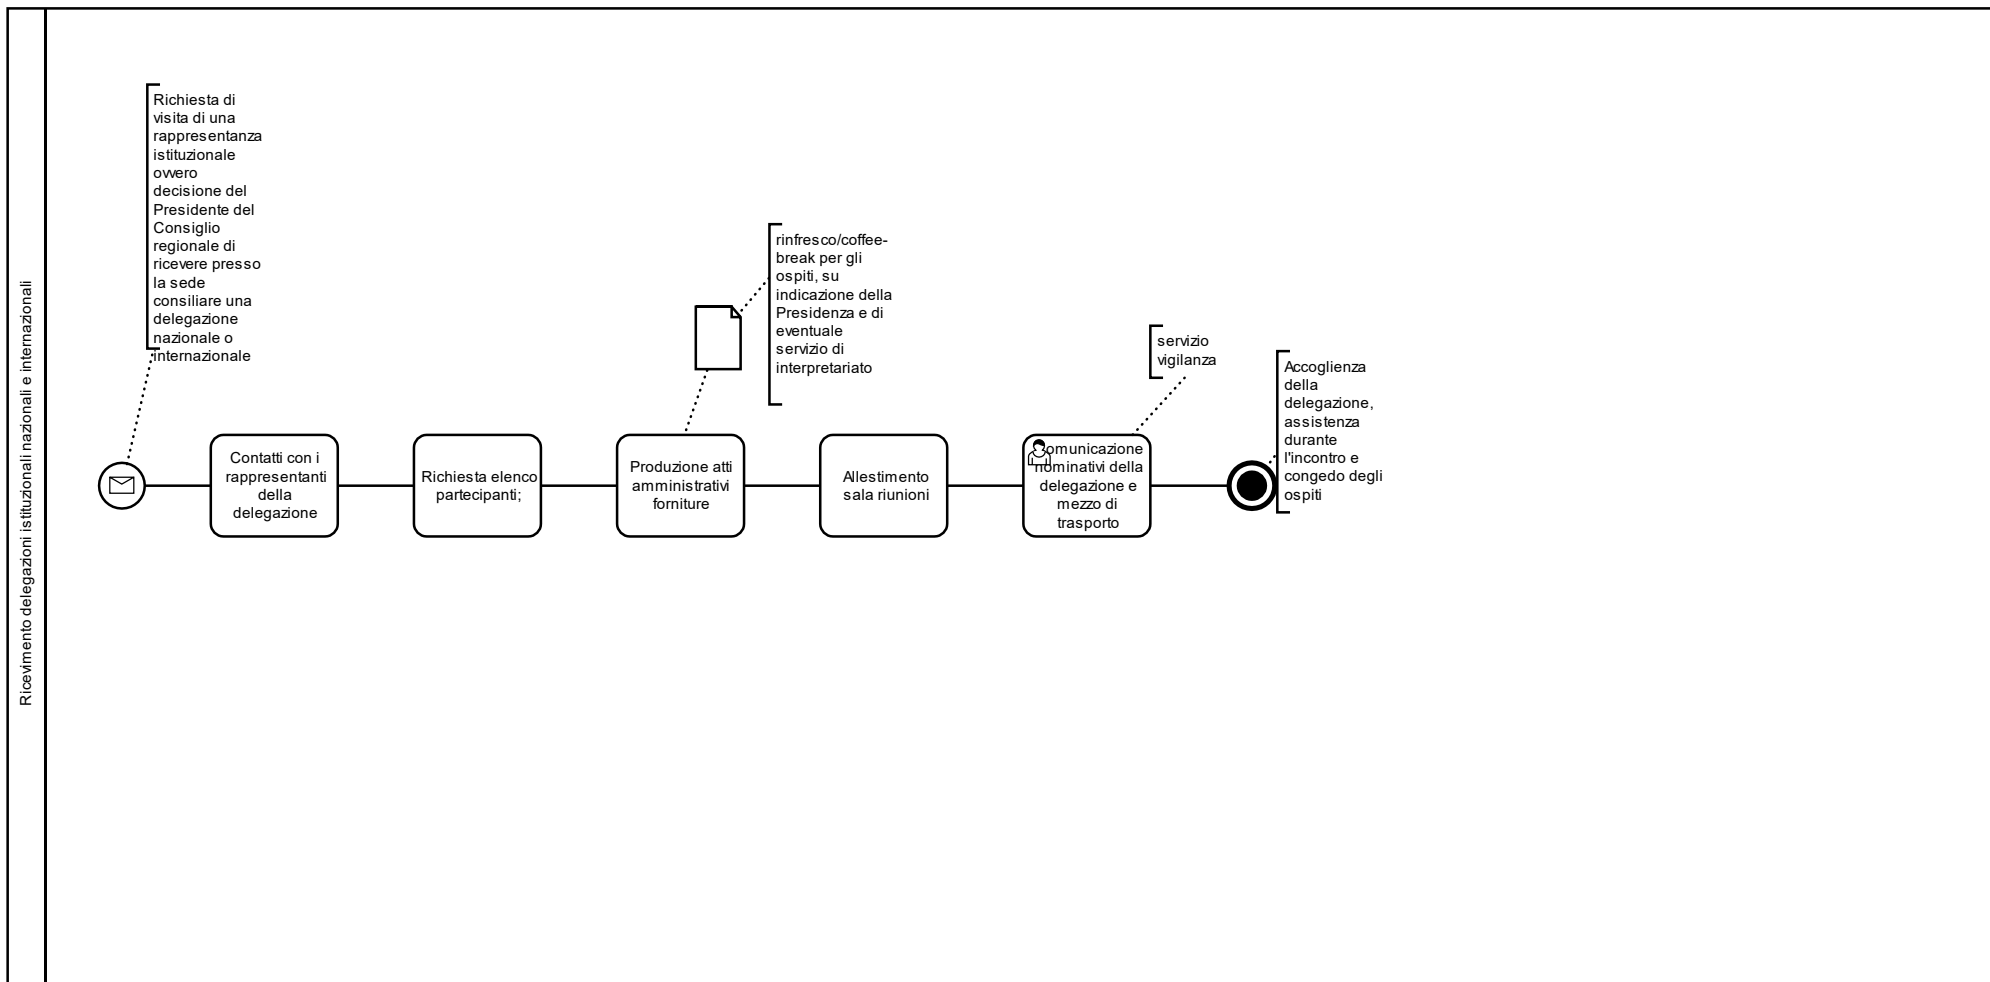 Ricevimento delegazioni istituzionali nazionali e internazionali
Richiesta di
visita di una
rappresentanza
istituzionale
ovvero
decisione del
Presidente del
Consiglio
regionale di
ricevere presso
la sede
consiliare una
delegazione
nazionale o
internazionale
rinfresco/coffee-
break per gli
ospiti, su
indicazione della
Presidenza e di
eventuale
servizio di
interpretariato
servizio
vigilanza
Accoglienza
della
delegazione,
assistenza
durante
l'incontro e
congedo degli
ospiti
Contatti con i
rappresentanti
della
delegazione
Richiesta elenco
partecipanti;
Produzione atti
amministrativi
forniture
Allestimento
sala riunioni
Comunicazione
nominativi della
delegazione e
mezzo di
trasporto